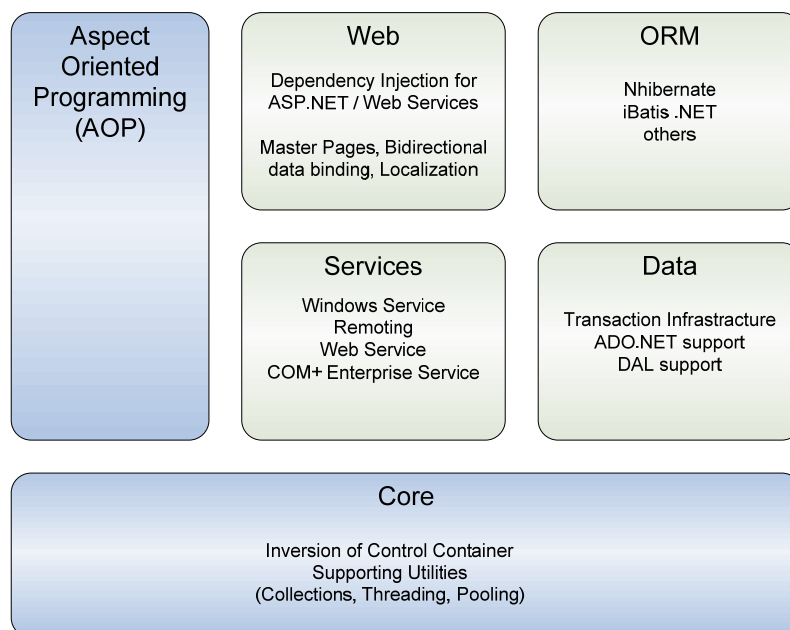 Aspect
Oriented
Programming
(AOP)
Web
Dependency Injection for
ASP.NET / Web Services
Master Pages, Bidirectional
data binding, Localization
ORM
Nhibernate
iBatis .NET
others
Services
Windows Service
Remoting
Web Service
COM+ Enterprise Service
Data
Transaction Infrastracture
ADO.NET support
DAL support
Core
Inversion of Control Container
Supporting Utilities
(Collections, Threading, Pooling)